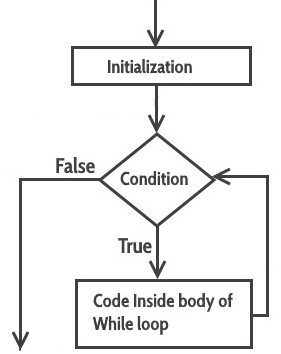 Initialization
False
Condition
True
Code Inside body of
While loop